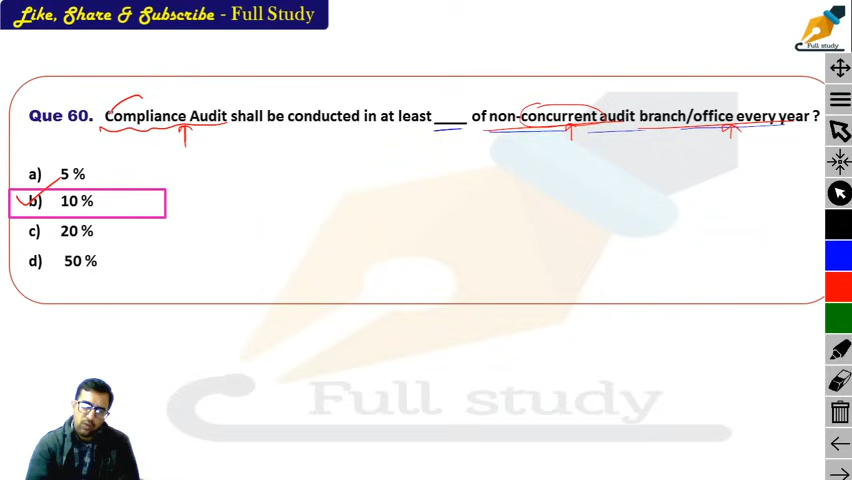 Like, Share & Subscribe - Full Study
Full study
Que 60. Compliance Audit shall be conducted in at least ____ of non-concurrent audit branch/office every year ?
a) 5 %
b) 10 %
c) 20 %
d) 50 %
Full study